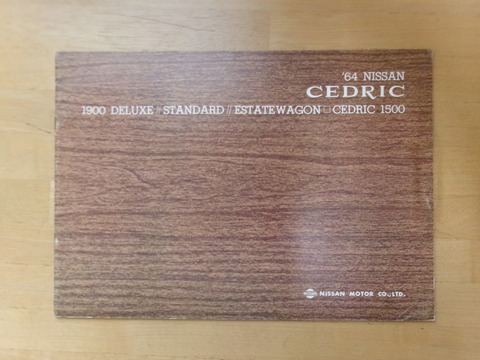 '64 NISSAN
CEDRIC
1900 DELUXE // STANDARD // ESTATEWAGON □ CEDRIC 1500
NISSAN MOTOR CO.,LTD.